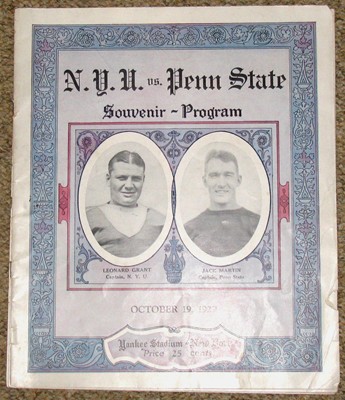 N.Y.U. vs. Penn State
Souvenir - Program
LEONARD GRANT
Captain, N. Y. U.
JACK MARTIN
Captain, Penn State
OCTOBER 19,
Yankee Stadium - New York
Price 25 cents